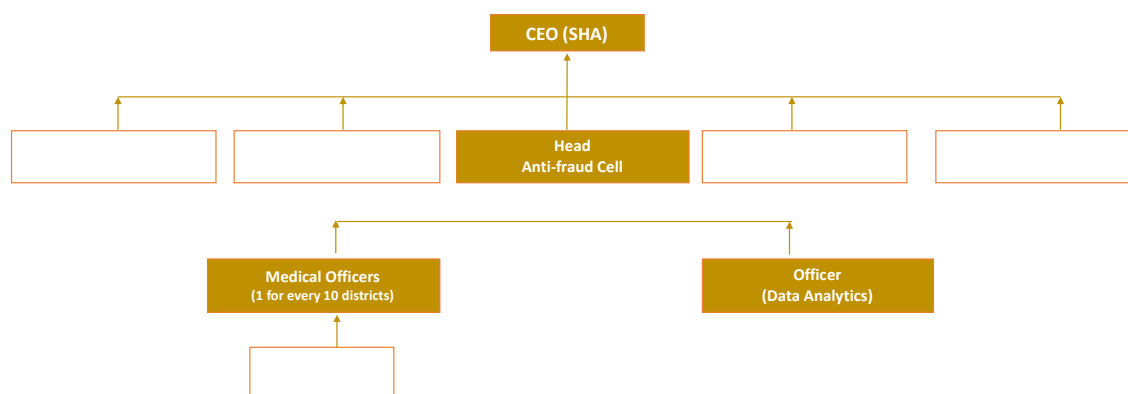 CEO (SHA)
Head
Anti-fraud Cell
Medical Officers
(1 for every 10 districts)
Officer
(Data Analytics)